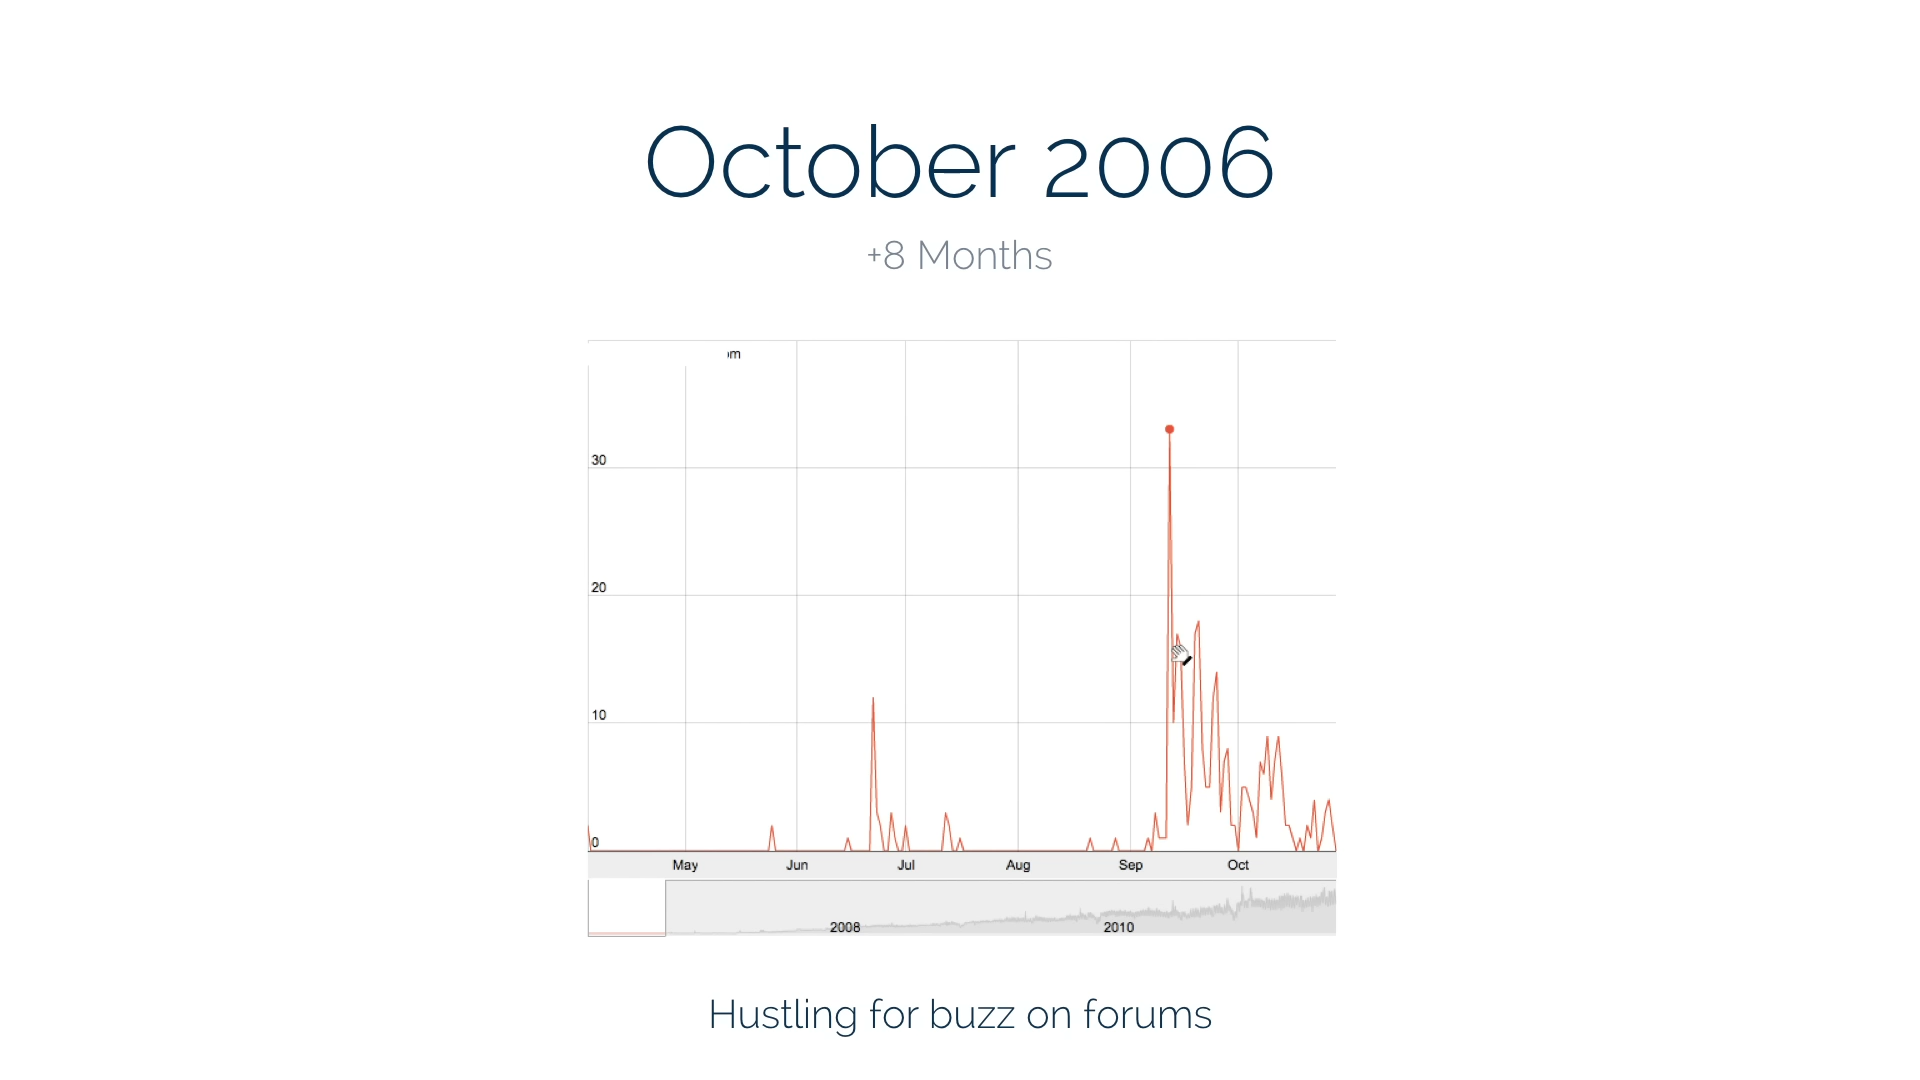 October 2006
+8 Months
om
30
20
10
0
May Jun Jul Aug Sep Oct
2008 2010
Hustling for buzz on forums